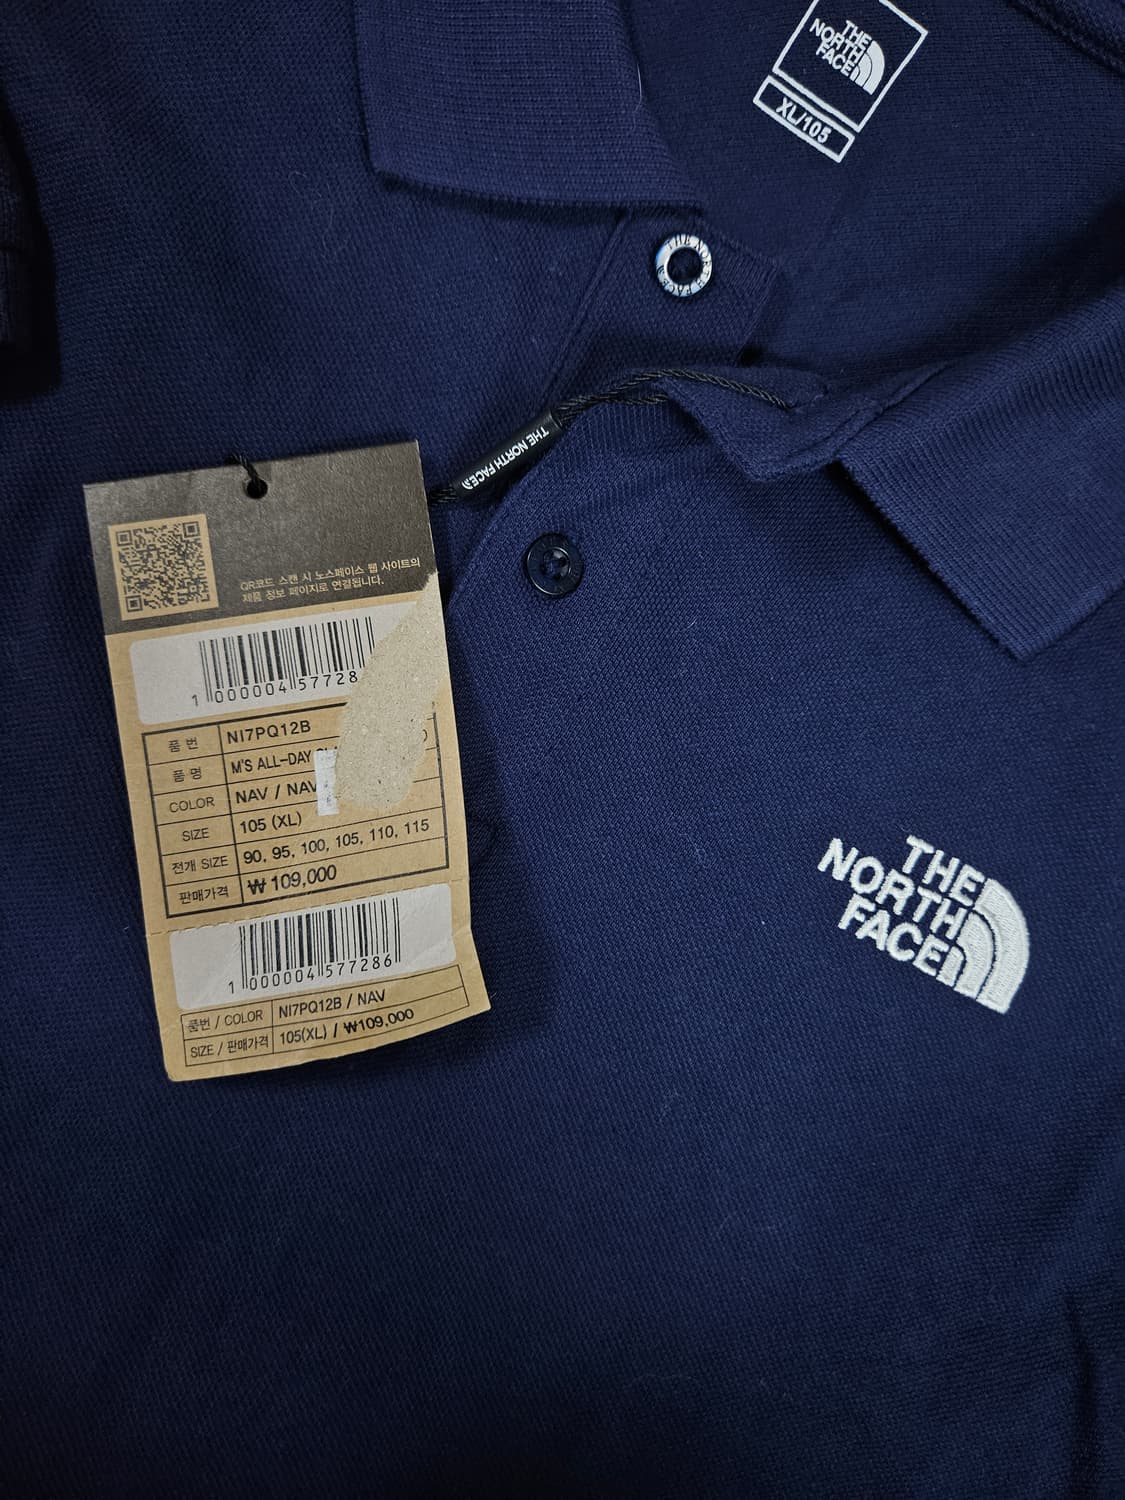 THE
NORTH
FACE
XL/105
THE NORTH FACE
THE NORTH FACE
QR코드 스캔 시 노스페이스 웹 사이트의
제품 정보 페이지로 연결됩니다.
1 000004 57728
품 번 NI7PQ12B
품 명 M'S ALL-DAY
COLOR NAV / NAV
SIZE 105 (XL)
전개 SIZE 90, 95, 100, 105, 110, 115
판매가격 ₩ 109,000
1 000004 577286
품번 / COLOR NI7PQ12B / NAV
SIZE / 판매가격 105(XL) / ₩109,000
THE
NORTH
FACE